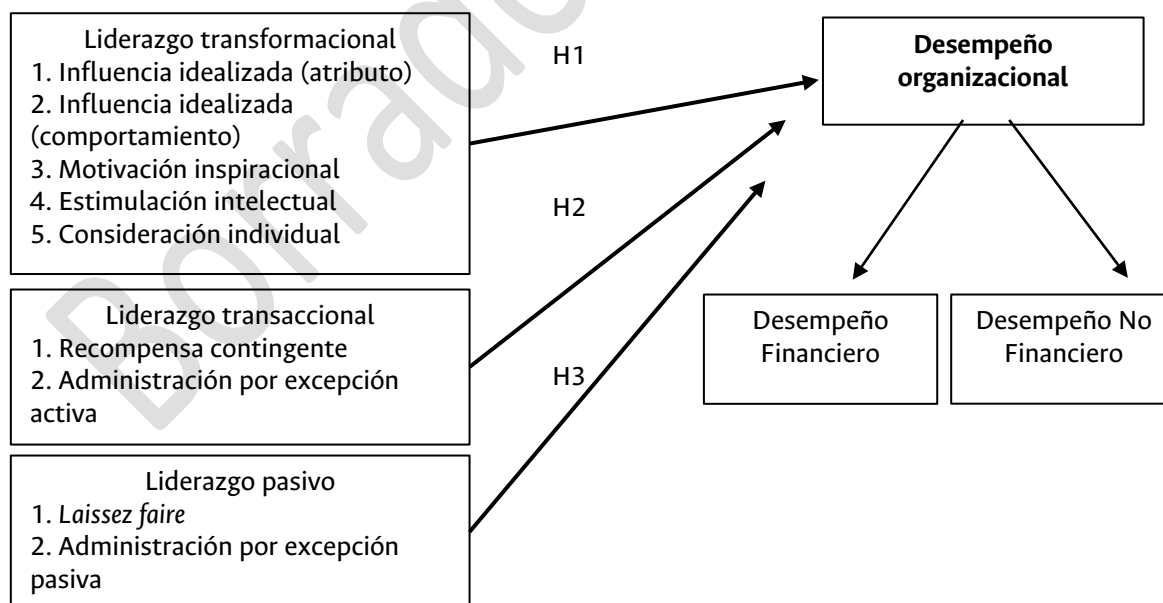 Liderazgo transformacional
1. Influencia idealizada (atributo)
2. Influencia idealizada
(comportamiento)
3. Motivación inspiracional
4. Estimulación intelectual
5. Consideración individual
Liderazgo transaccional
1. Recompensa contingente
2. Administración por excepción
activa
Liderazgo pasivo
1. Laissez faire
2. Administración por excepción
pasiva
H1
H2
H3
Desempeño
organizacional
Desempeño
Financiero
Desempeño No
Financiero
Borrado